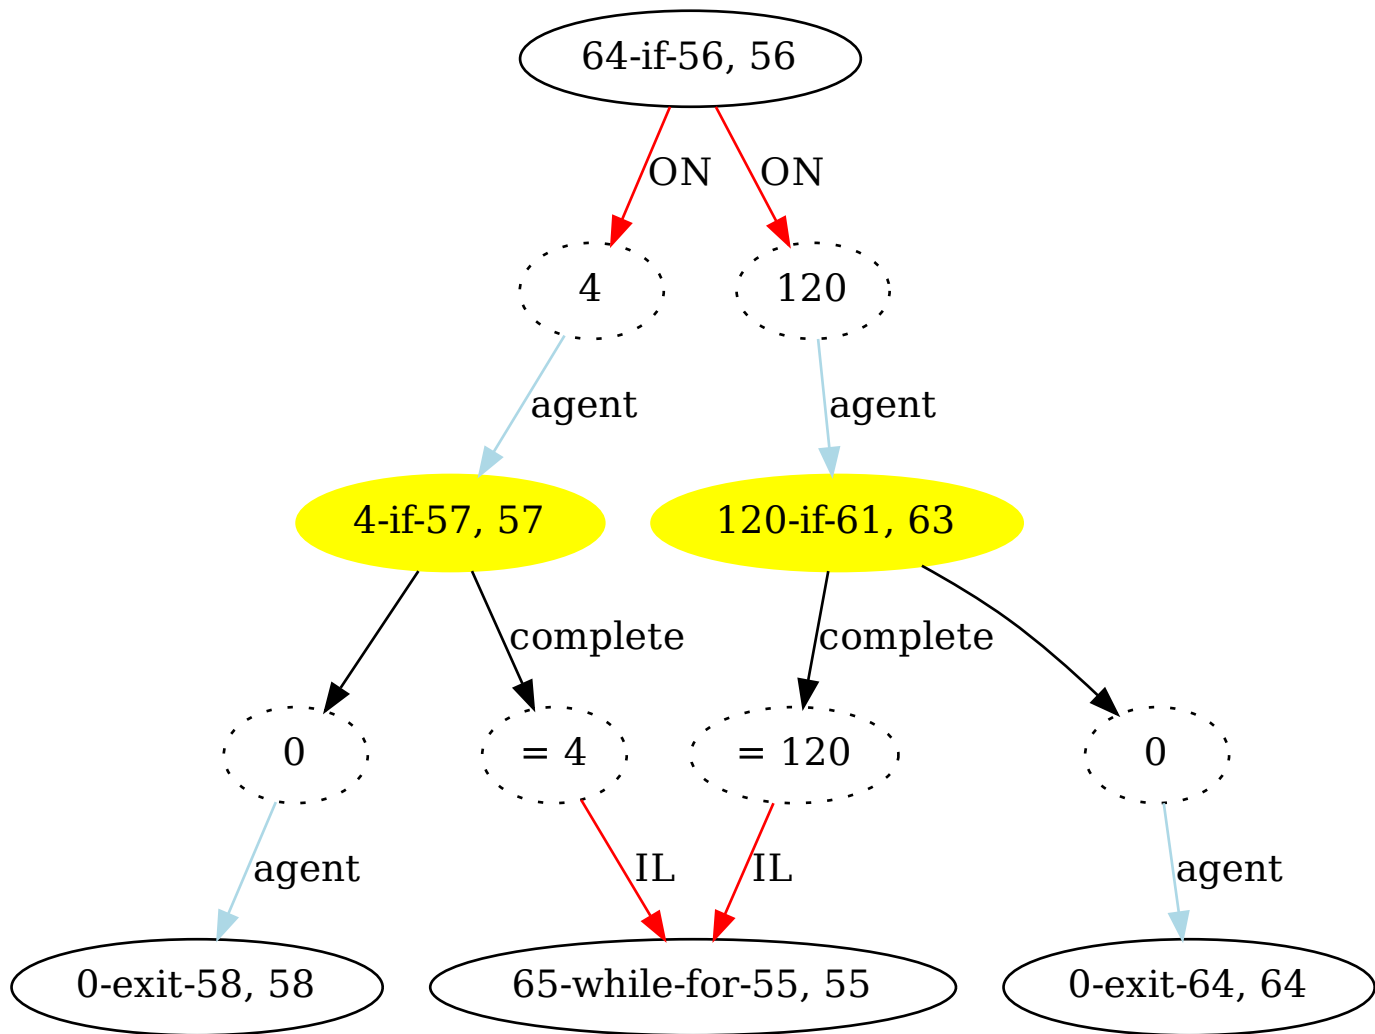 64-if-56, 56
ON
ON
4
120
agent
agent
4-if-57, 57
120-if-61, 63
complete
complete
0
= 4
= 120
0
agent
IL
IL
agent
0-exit-58, 58
65-while-for-55, 55
0-exit-64, 64